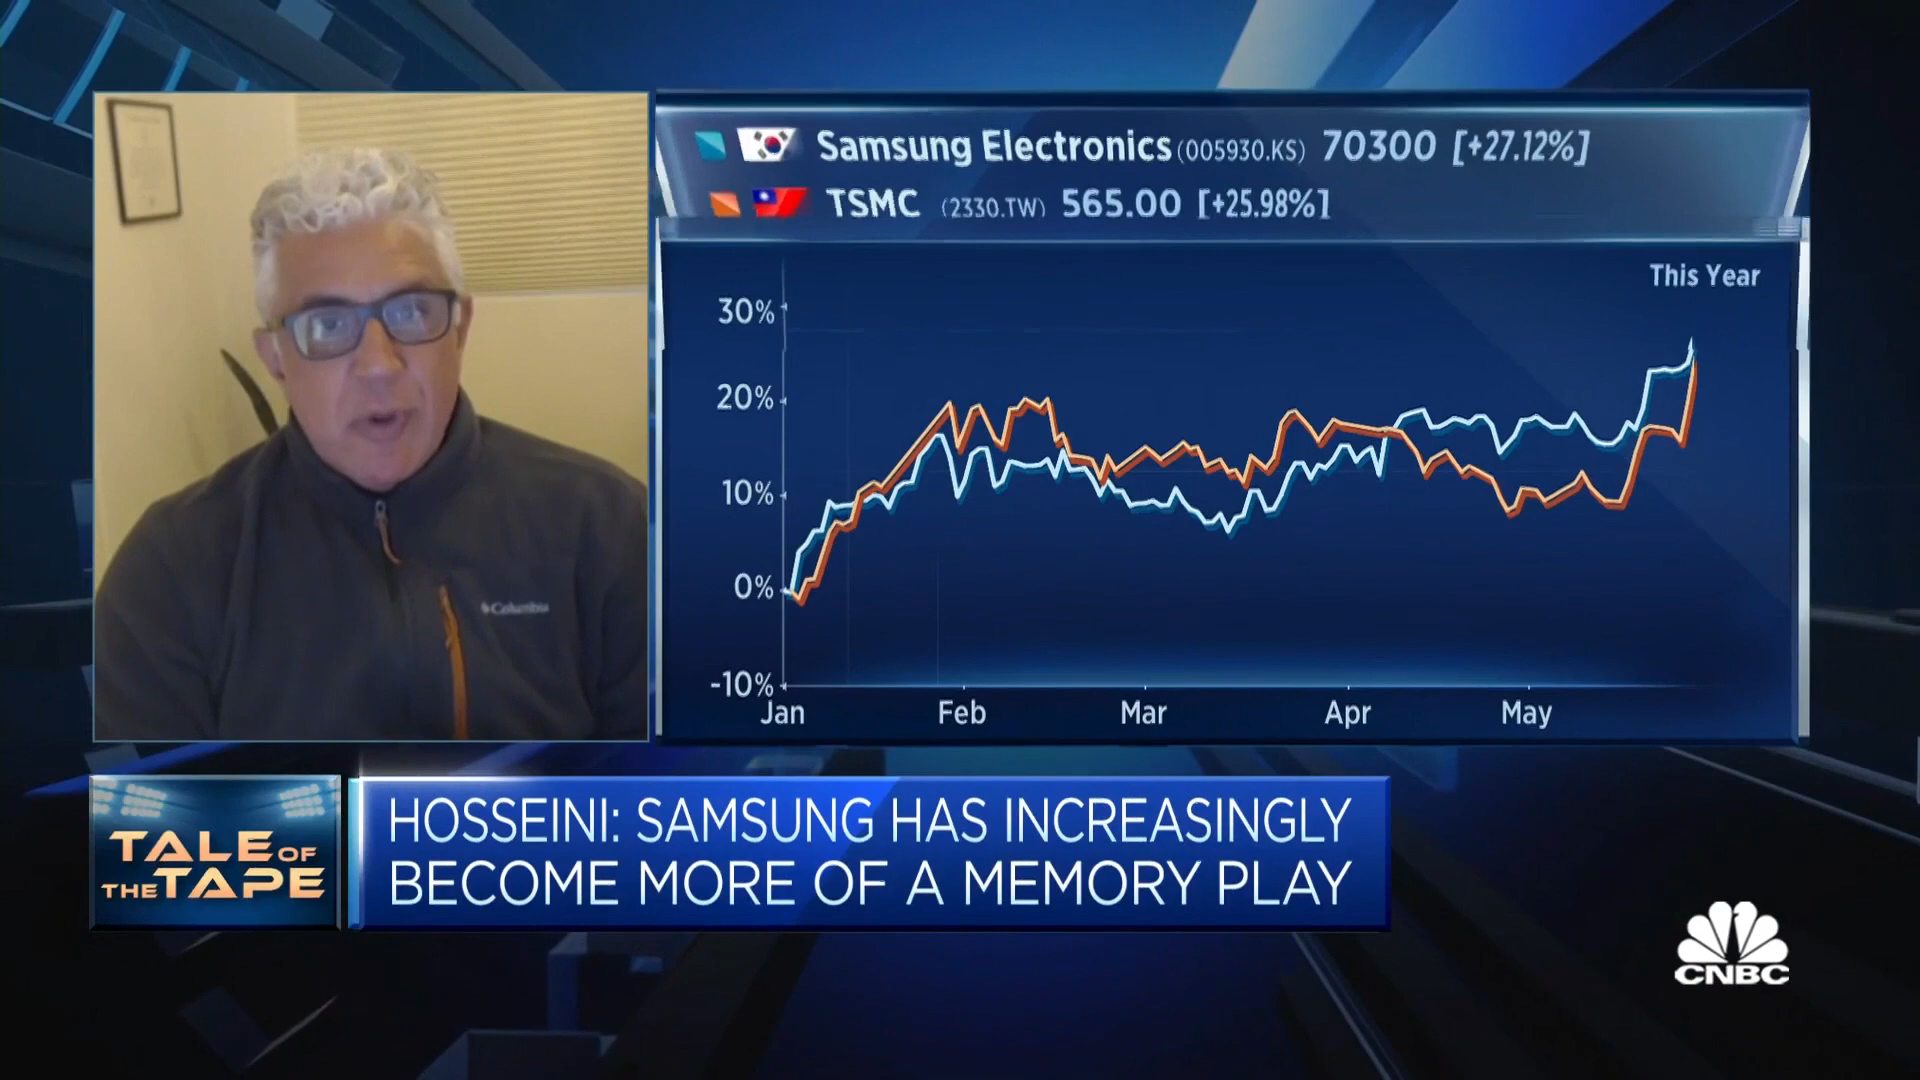 Samsung Electronics (005930.KS) 70300 [+27.12%]
TSMC (2330.TW) 565.00 [+25.98%]
This Year
30%
20%
10%
0%
-10%
Jan Feb Mar Apr May
Columbia
TALE OF
THE TAPE
HOSSEINI: SAMSUNG HAS INCREASINGLY
BECOME MORE OF A MEMORY PLAY
CNBC